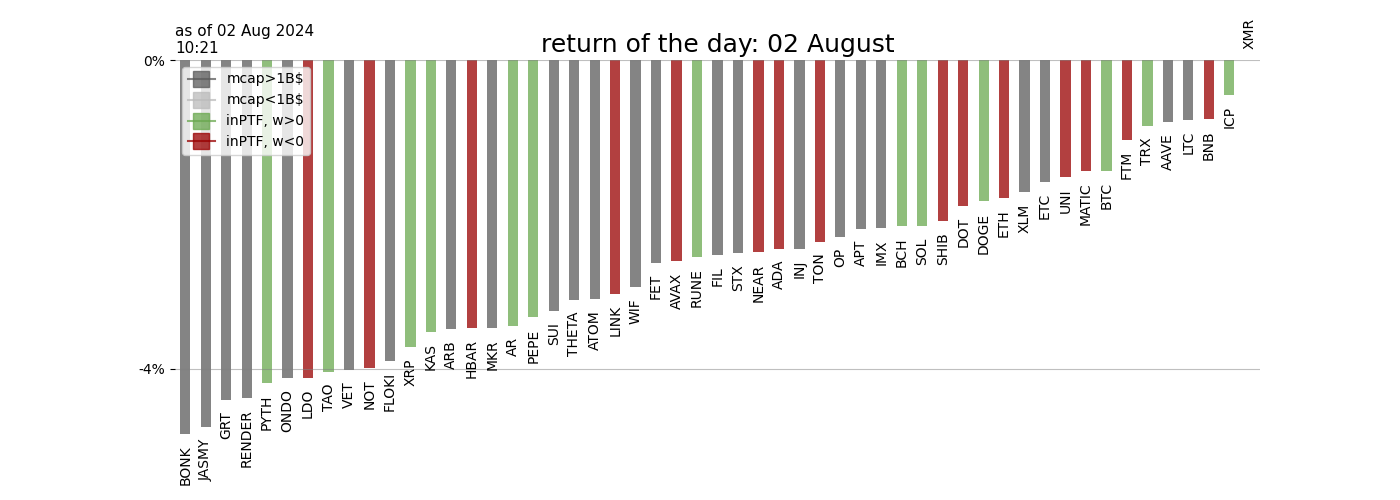 as of 02 Aug 2024
10:21
return of the day: 02 August
XMR
0%
-4%
mcap>1B$
mcap<1B$
inPTF, w>0
inPTF, w<0
BONK
JASMY
GRT
RENDER
PYTH
ONDO
LDO
TAO
VET
NOT
FLOKI
XRP
KAS
ARB
HBAR
MKR
AR
PEPE
SUI
THETA
ATOM
LINK
WIF
FET
AVAX
RUNE
FIL
STX
NEAR
ADA
INJ
TON
OP
APT
IMX
BCH
SOL
SHIB
DOT
DOGE
ETH
XLM
ETC
UNI
MATIC
BTC
FTM
TRX
AAVE
LTC
BNB
ICP